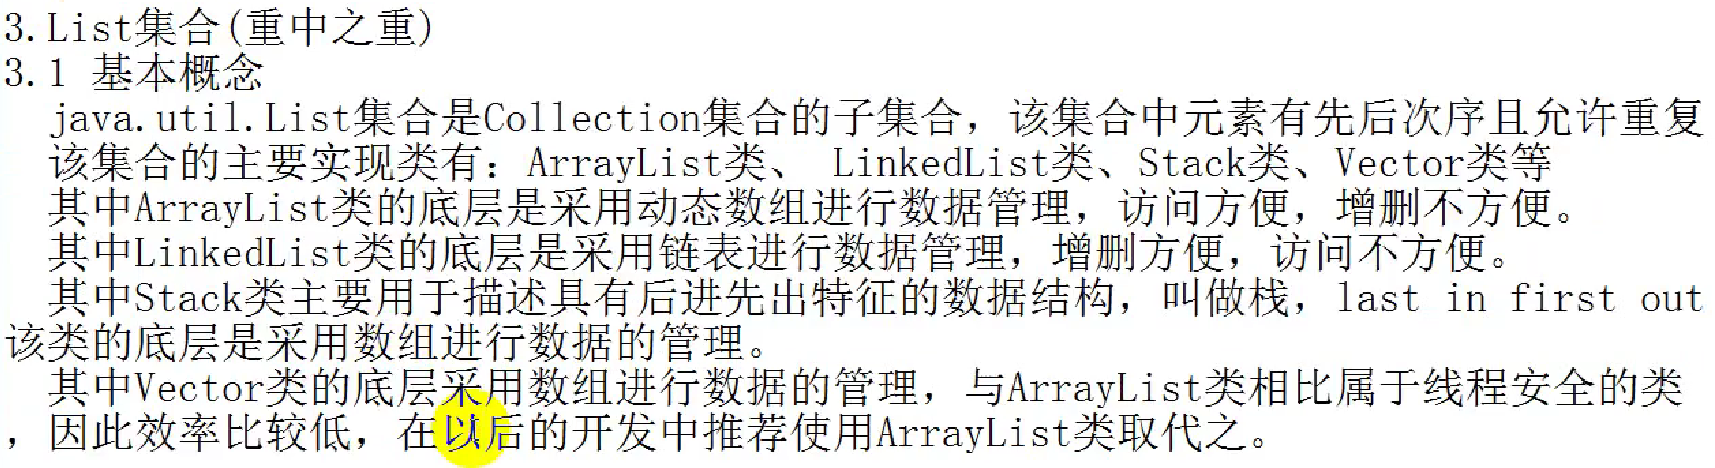 3.List集合(重中之重)
3.1 基本概念
java.util.List集合是Collection集合的子集合，该集合中元素有先后次序且允许重复
该集合的主要实现类有：ArrayList类、 LinkedList类、Stack类、Vector类等
其中ArrayList类的底层是采用动态数组进行数据管理，访问方便，增删不方便。
其中LinkedList类的底层是采用链表进行数据管理，增删方便，访问不方便。
其中Stack类主要用于描述具有后进先出特征的数据结构，叫做栈，last in first out
该类的底层是采用数组进行数据的管理。
其中Vector类的底层采用数组进行数据的管理，与ArrayList类相比属于线程安全的类
，因此效率比较低，在以后的开发中推荐使用ArrayList类取代之。